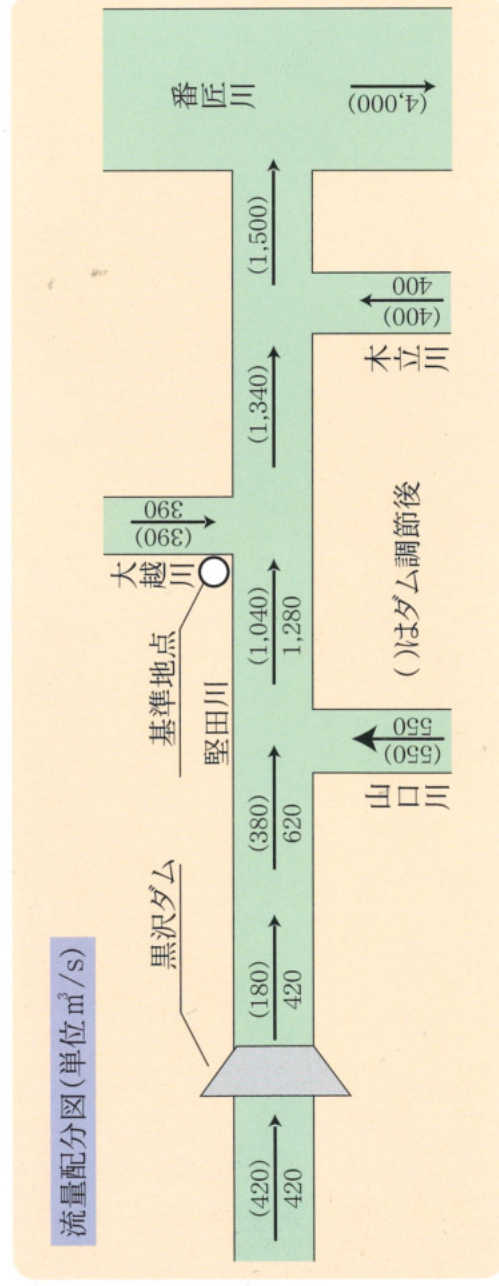 流量配分図(単位㎥/s)
黒沢ダム
基準地点
大越川
番匠川
堅田川
(420)
420
(180)
420
(380)
620
(1,040)
1,280
(390)
390
(1,340)
(1,500)
(4,000)
山口川
(550)
550
木立川
(400)
400
( )はダム調節後